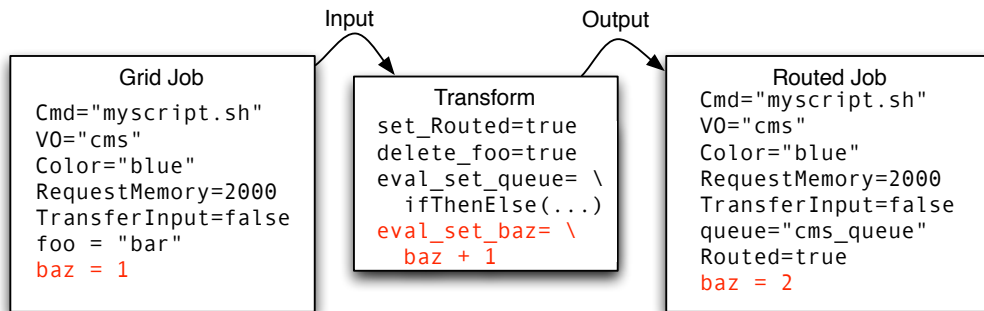 Input
Output
Grid Job
Cmd="myscript.sh"
VO="cms"
Color="blue"
RequestMemory=2000
TransferInput=false
foo = "bar"
baz = 1
Transform
set_Routed=true
delete_foo=true
eval_set_queue= \
ifThenElse(...)
eval_set_baz= \
baz + 1
Routed Job
Cmd="myscript.sh"
VO="cms"
Color="blue"
RequestMemory=2000
TransferInput=false
queue="cms_queue"
Routed=true
baz = 2